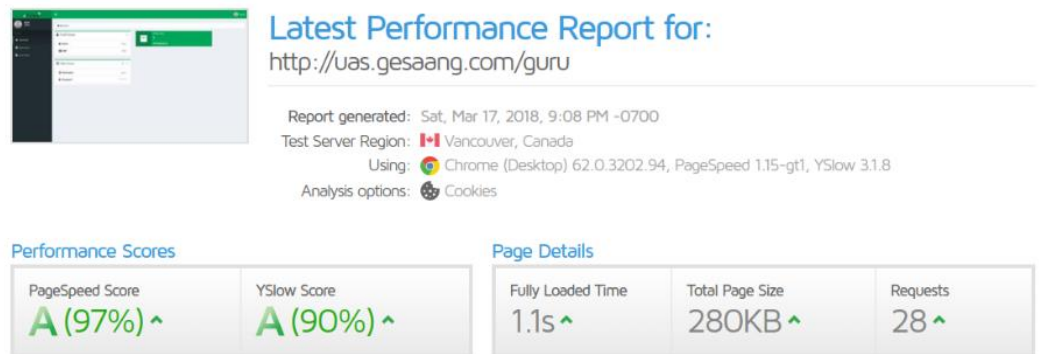 Latest Performance Report for:
http://uas.gesaang.com/guru
Report generated: Sat, Mar 17, 2018, 9:08 PM -0700
Test Server Region: Vancouver, Canada
Using: Chrome (Desktop) 62.0.3202.94, PageSpeed 1.15-gt1, YSlow 3.1.8
Analysis options: Cookies
Performance Scores
PageSpeed Score
A (97%)
YSlow Score
A (90%)
Page Details
Fully Loaded Time
1.1s
Total Page Size
280KB
Requests
28